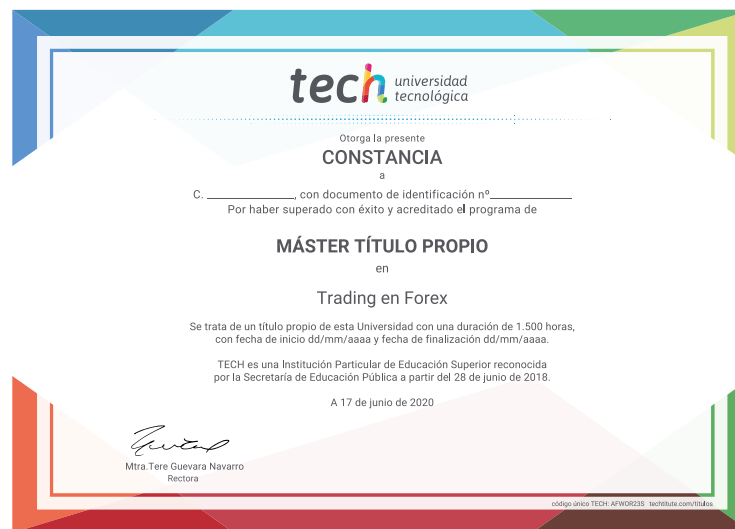 tech universidad
tecnológica
Otorga la presente
CONSTANCIA
a
C. ________________, con documento de identificación nº______________
Por haber superado con éxito y acreditado el programa de
MÁSTER TÍTULO PROPIO
en
Trading en Forex
Se trata de un título propio de esta Universidad con una duración de 1.500 horas,
con fecha de inicio dd/mm/aaaa y fecha de finalización dd/mm/aaaa.
TECH es una Institución Particular de Educación Superior reconocida
por la Secretaría de Educación Pública a partir del 28 de junio de 2018.
A 17 de junio de 2020
Mtra.Tere Guevara Navarro
Rectora
código único TECH: AFWOR23S techtitute.com/titulos